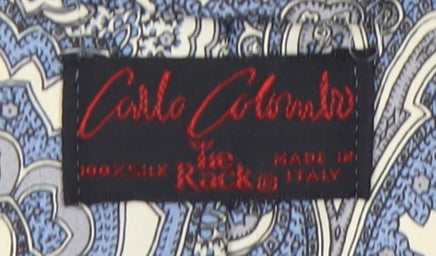 Carlo Colombo
100% SILK The Rack® MADE IN ITALY